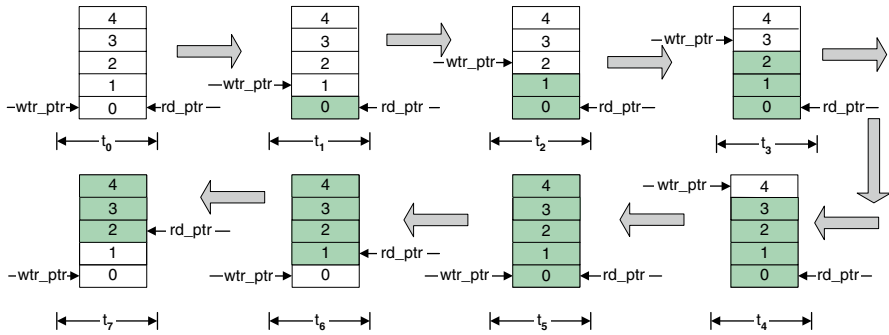 4 4 4 4
3 3 3 wtr_ptr 3
2 2 wtr_ptr 2 2
1 wtr_ptr 1 1 1
wtr_ptr 0 rd_ptr 0 rd_ptr 0 rd_ptr 0 rd_ptr
t0 t1 t2 t3
4 4 4 wtr_ptr 4
3 3 3 3
2 rd_ptr 2 2 2
1 1 rd_ptr 1 1
wtr_ptr 0 wtr_ptr 0 wtr_ptr 0 rd_ptr 0 rd_ptr
t7 t6 t5 t4